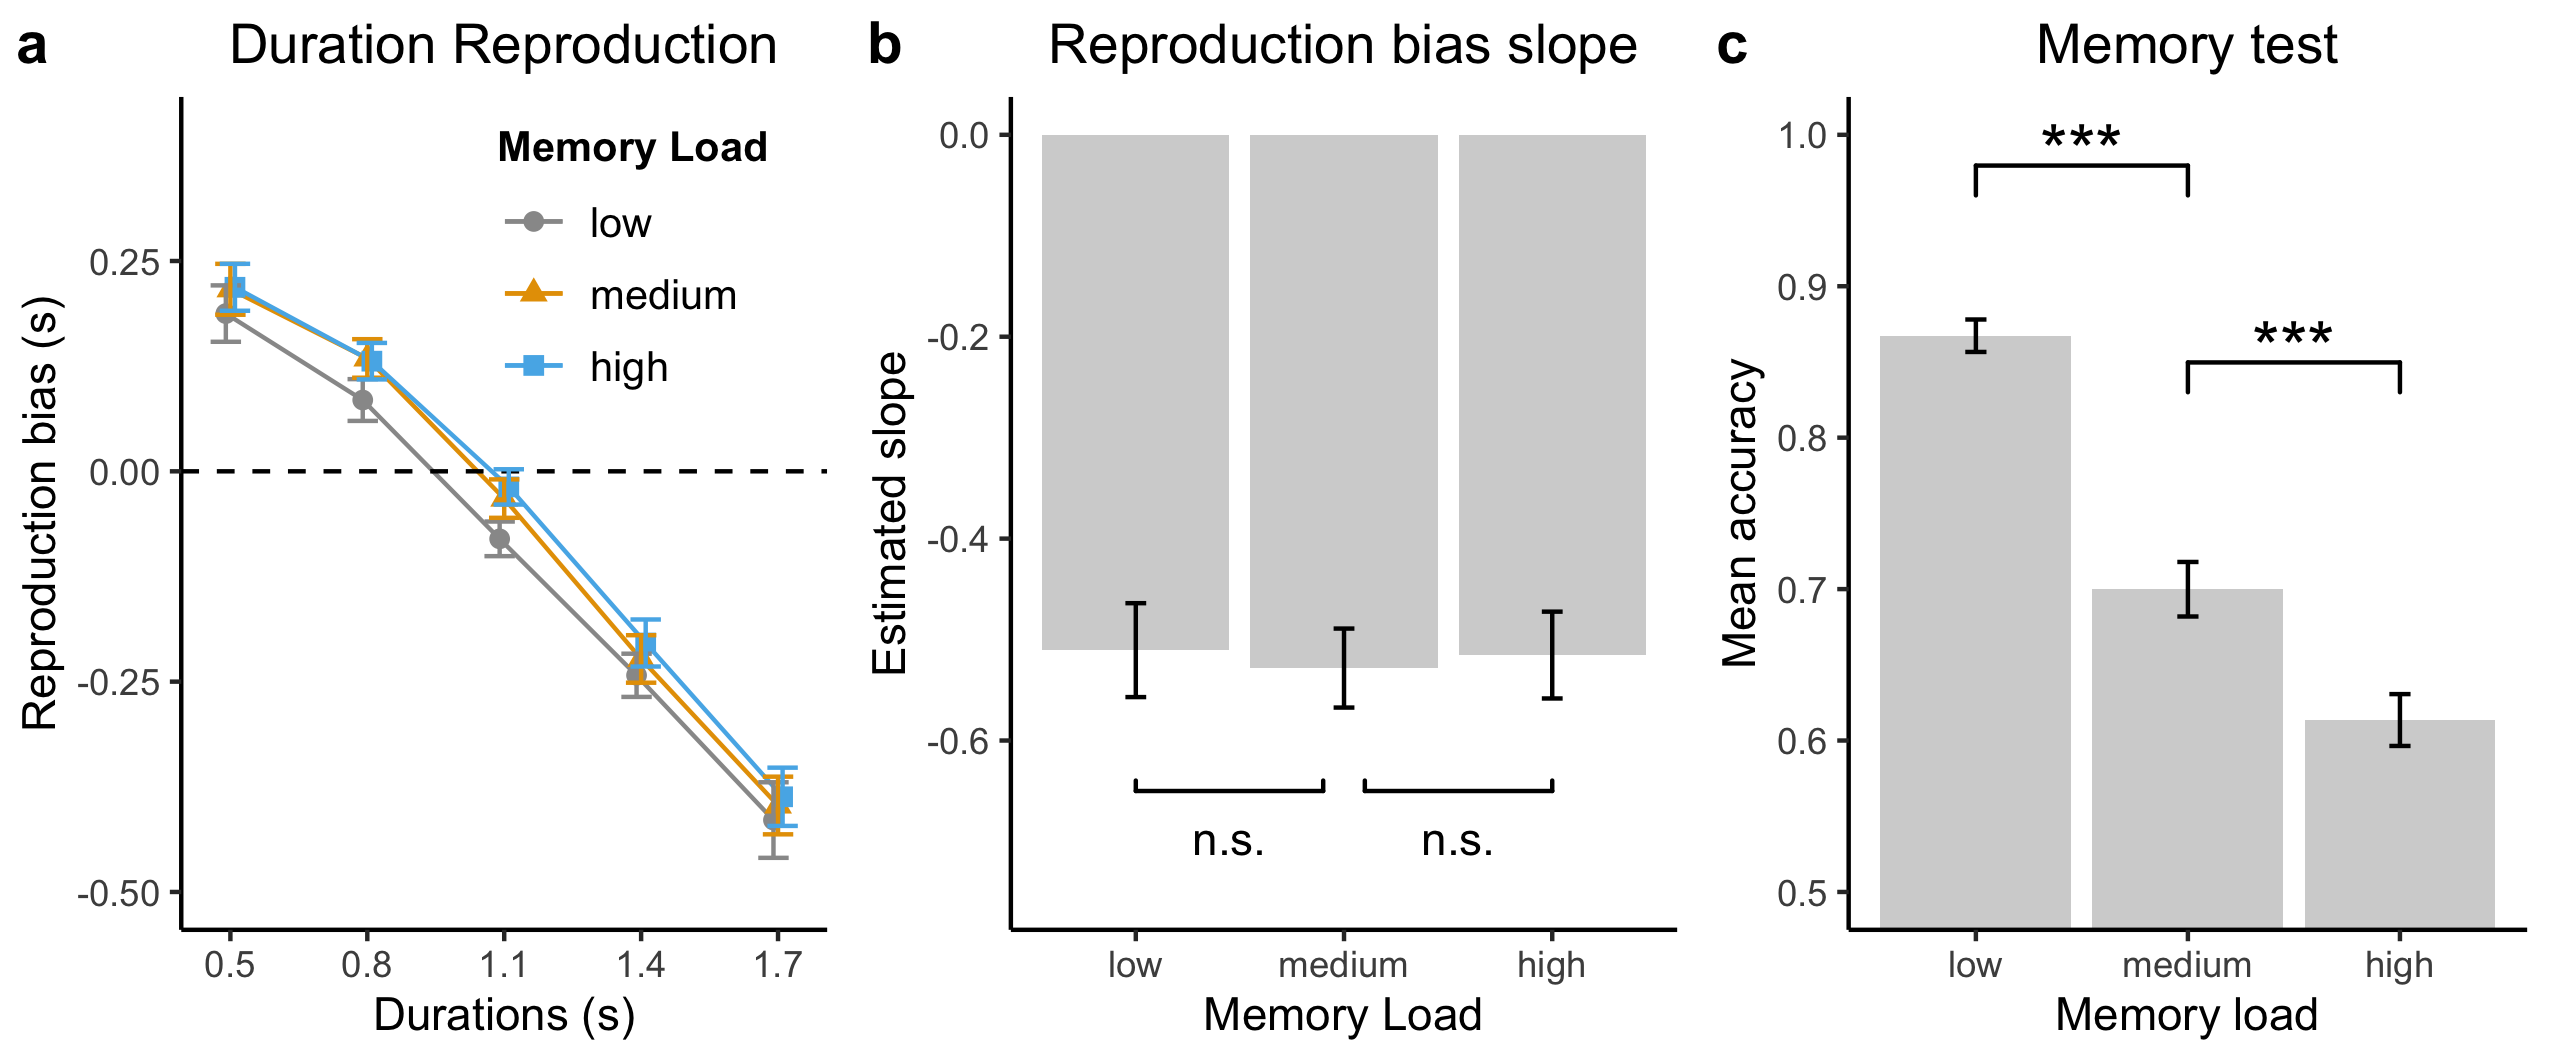 a Duration Reproduction
Memory Load
low
medium
high
0.25
0.00
-0.25
-0.50
Reproduction bias (s)
0.5 0.8 1.1 1.4 1.7
Durations (s)
b Reproduction bias slope
0.0
-0.2
-0.4
-0.6
Estimated slope
n.s. n.s.
low medium high
Memory Load
c Memory test
1.0
0.9
0.8
0.7
0.6
0.5
Mean accuracy
***
***
low medium high
Memory load